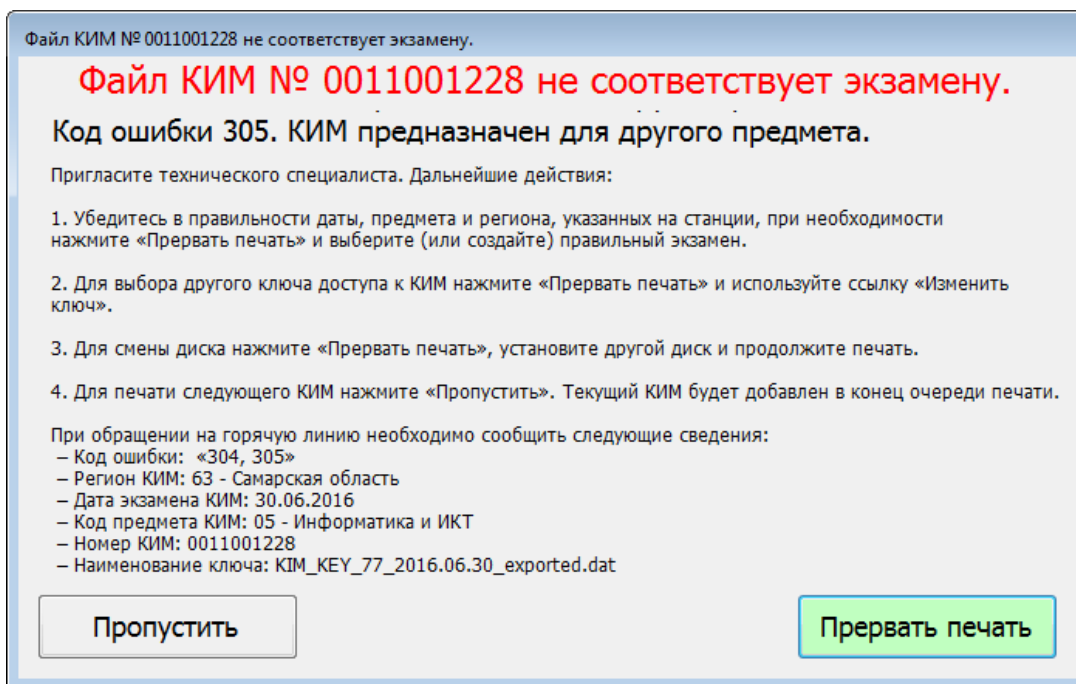 Файл КИМ № 0011001228 не соответствует экзамену.
Файл КИМ № 0011001228 не соответствует экзамену.
Код ошибки 305. КИМ предназначен для другого предмета.
Пригласите технического специалиста. Дальнейшие действия:
1. Убедитесь в правильности даты, предмета и региона, указанных на станции, при необходимости
нажмите «Прервать печать» и выберите (или создайте) правильный экзамен.
2. Для выбора другого ключа доступа к КИМ нажмите «Прервать печать» и используйте ссылку «Изменить
ключ».
3. Для смены диска нажмите «Прервать печать», установите другой диск и продолжите печать.
4. Для печати следующего КИМ нажмите «Пропустить». Текущий КИМ будет добавлен в конец очереди печати.
При обращении на горячую линию необходимо сообщить следующие сведения:
– Код ошибки: «304, 305»
– Регион КИМ: 63 - Самарская область
– Дата экзамена КИМ: 30.06.2016
– Код предмета КИМ: 05 - Информатика и ИКТ
– Номер КИМ: 0011001228
– Наименование ключа: KIM_KEY_77_2016.06.30_exported.dat
Пропустить
Прервать печать